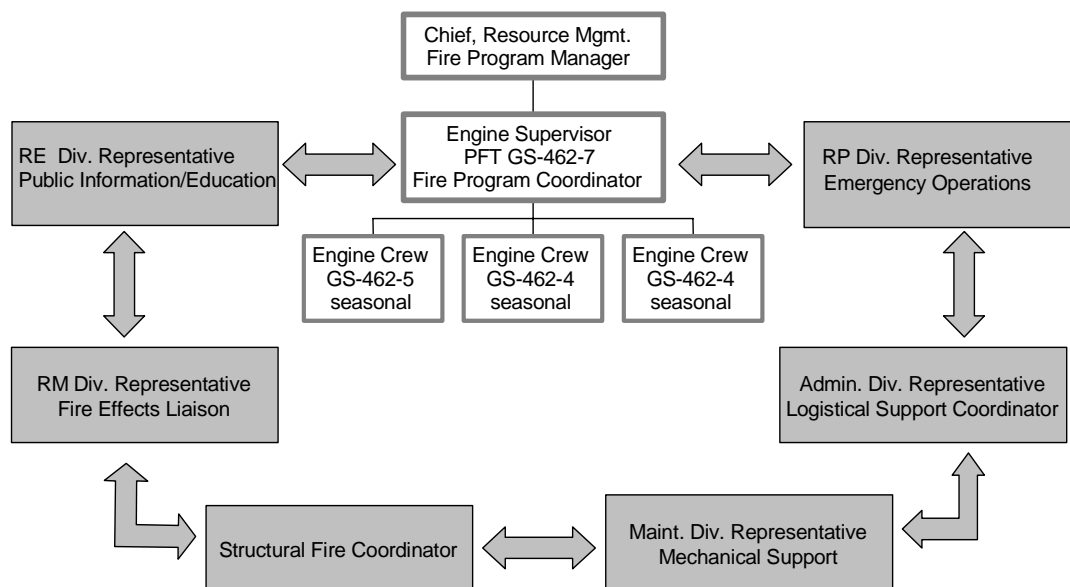 Chief, Resource Mgmt.
Fire Program Manager
Engine Supervisor
PFT GS-462-7
Fire Program Coordinator
RE  Div. Representative
Public Information/Education
RP Div. Representative
Emergency Operations
Engine Crew
GS-462-5
seasonal
Engine Crew
GS-462-4
seasonal
Engine Crew
GS-462-4
seasonal
RM Div. Representative
Fire Effects Liaison
Admin. Div. Representative
Logistical Support Coordinator
Structural Fire Coordinator
Maint. Div. Representative
Mechanical Support